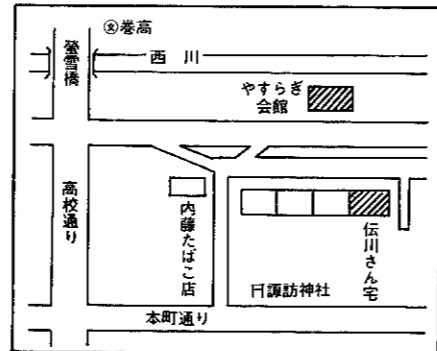 ㊛巻高
螢雪橋
西川
やすらぎ
会館
高校通り
内藤たばこ店
伝川さん宅
諏訪神社
本町通り